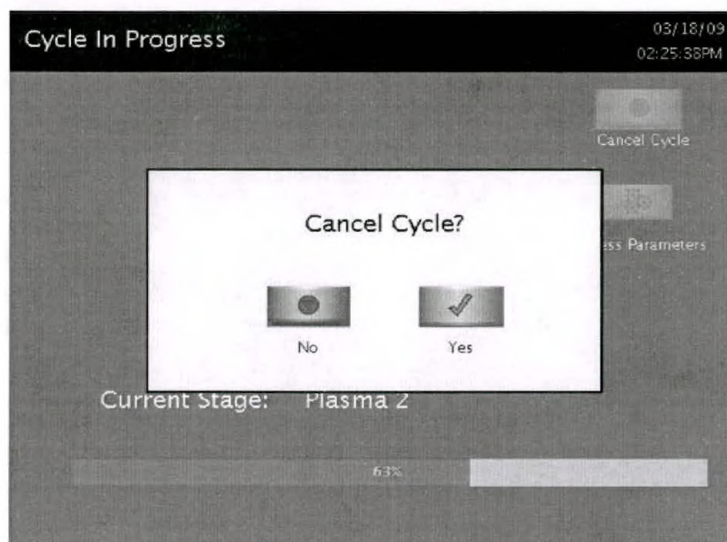 Cycle In Progress
03/18/09
02:25:38PM
Cancel Cycle
Cancel Cycle?
Parameters
No
Yes
Current Stage: Plasma 2
63%